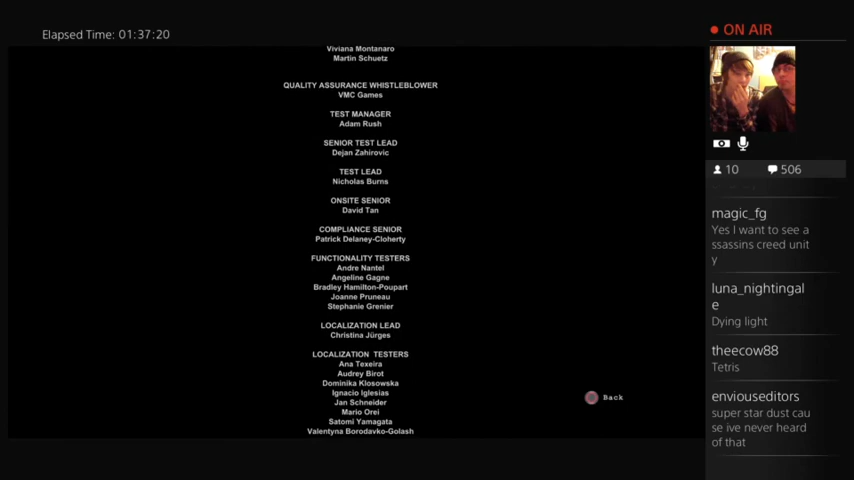 Elapsed Time: 01:37:20
ON AIR
Viviana Montanaro
Martin Schuetz
QUALITY ASSURANCE WHISTLEBLOWER
VMC Games
TEST MANAGER
Adam Rush
SENIOR TEST LEAD
Dejan Zahirovic
TEST LEAD
Nicholas Burns
ONSITE SENIOR
David Tan
COMPLIANCE SENIOR
Patrick Delaney-Cloherty
FUNCTIONALITY TESTERS
Andre Nantel
Angeline Gagne
Bradley Hamilton-Poupart
Joanne Pruneau
Stephanie Grenier
LOCALIZATION LEAD
Christina Jürges
LOCALIZATION TESTERS
Ana Texeira
Audrey Birot
Dominika Klosowska
Ignacio Iglesias
Jan Schneider
Mario Orei
Satomi Yamagata
Valentyna Borodavko-Golash
Back
10
506
magic_fg
Yes I want to see a
ssassins creed unit
y
luna_nightingal
e
Dying light
theecow88
Tetris
enviouseditors
super star dust cau
se ive never heard
of that